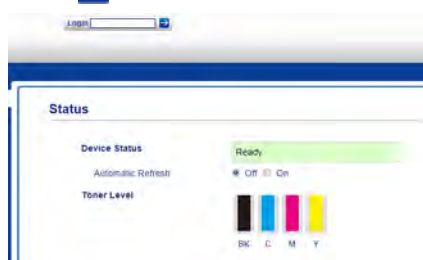 Login
Status
Device Status Ready
Automatic Refresh Off On
Toner Level
BK C M Y